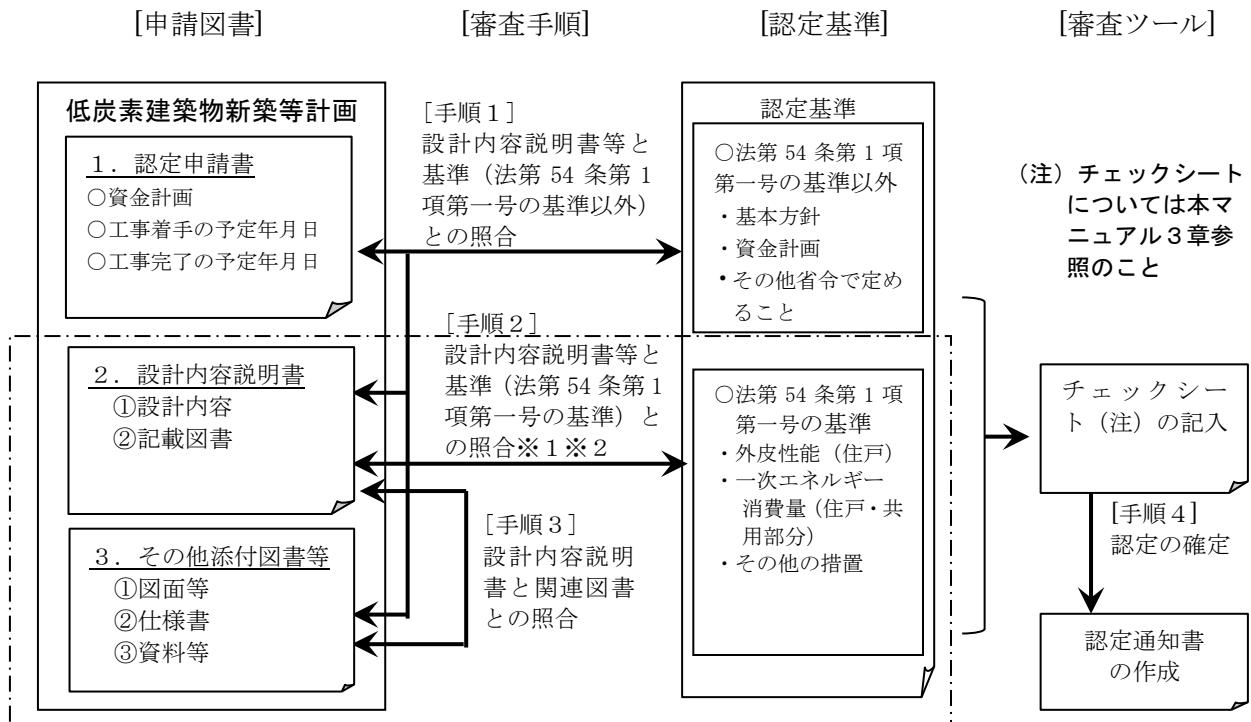 [申請図書]
[審査手順]
[認定基準]
[審査ツール]
低炭素建築物新築等計画
１．認定申請書
○資金計画
○工事着手の予定年月日
○工事完了の予定年月日
２．設計内容説明書
①設計内容
②記載図書
３．その他添付図書等
①図面等
②仕様書
③資料等
［手順１］
設計内容説明書等と
基準（法第 54 条第 1
項第一号の基準以外）
との照合
［手順２］
設計内容説明書等と
基準（法第 54 条第 1
項第一号の基準）と
の照合※１※２
［手順３］
設計内容説明
書と関連図書
との照合
認定基準
○法第 54 条第 1 項
第一号の基準以外
・基本方針
・資金計画
・その他省令で定め
ること
○法第 54 条第 1 項
第一号の基準
・外皮性能（住戸）
・一次エネルギー
消費量（住戸・共
用部分）
・その他の措置
（注）チェックシート
については本マ
ニュアル３章参
照のこと
チェックシー
ト（注）の記入
［手順４］
認定の確定
認定通知書
の作成